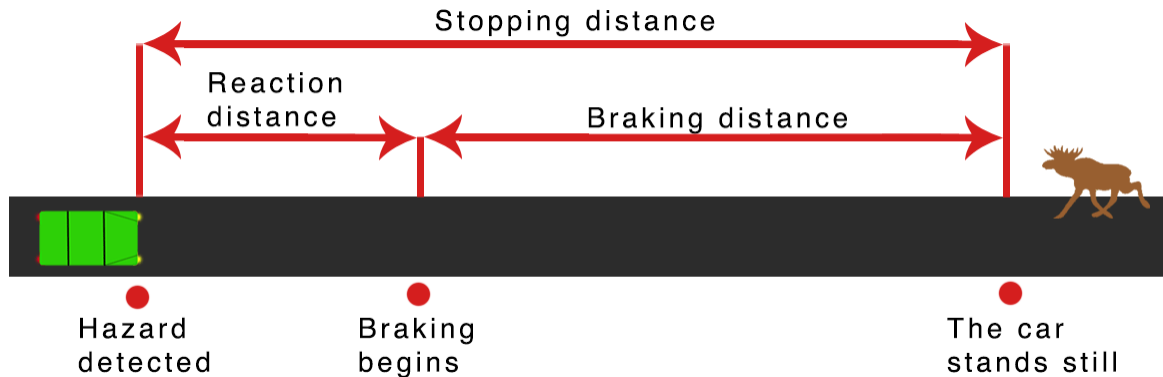 Stopping distance
Reaction
distance
Braking distance
Hazard
detected
Braking
begins
The car
stands still